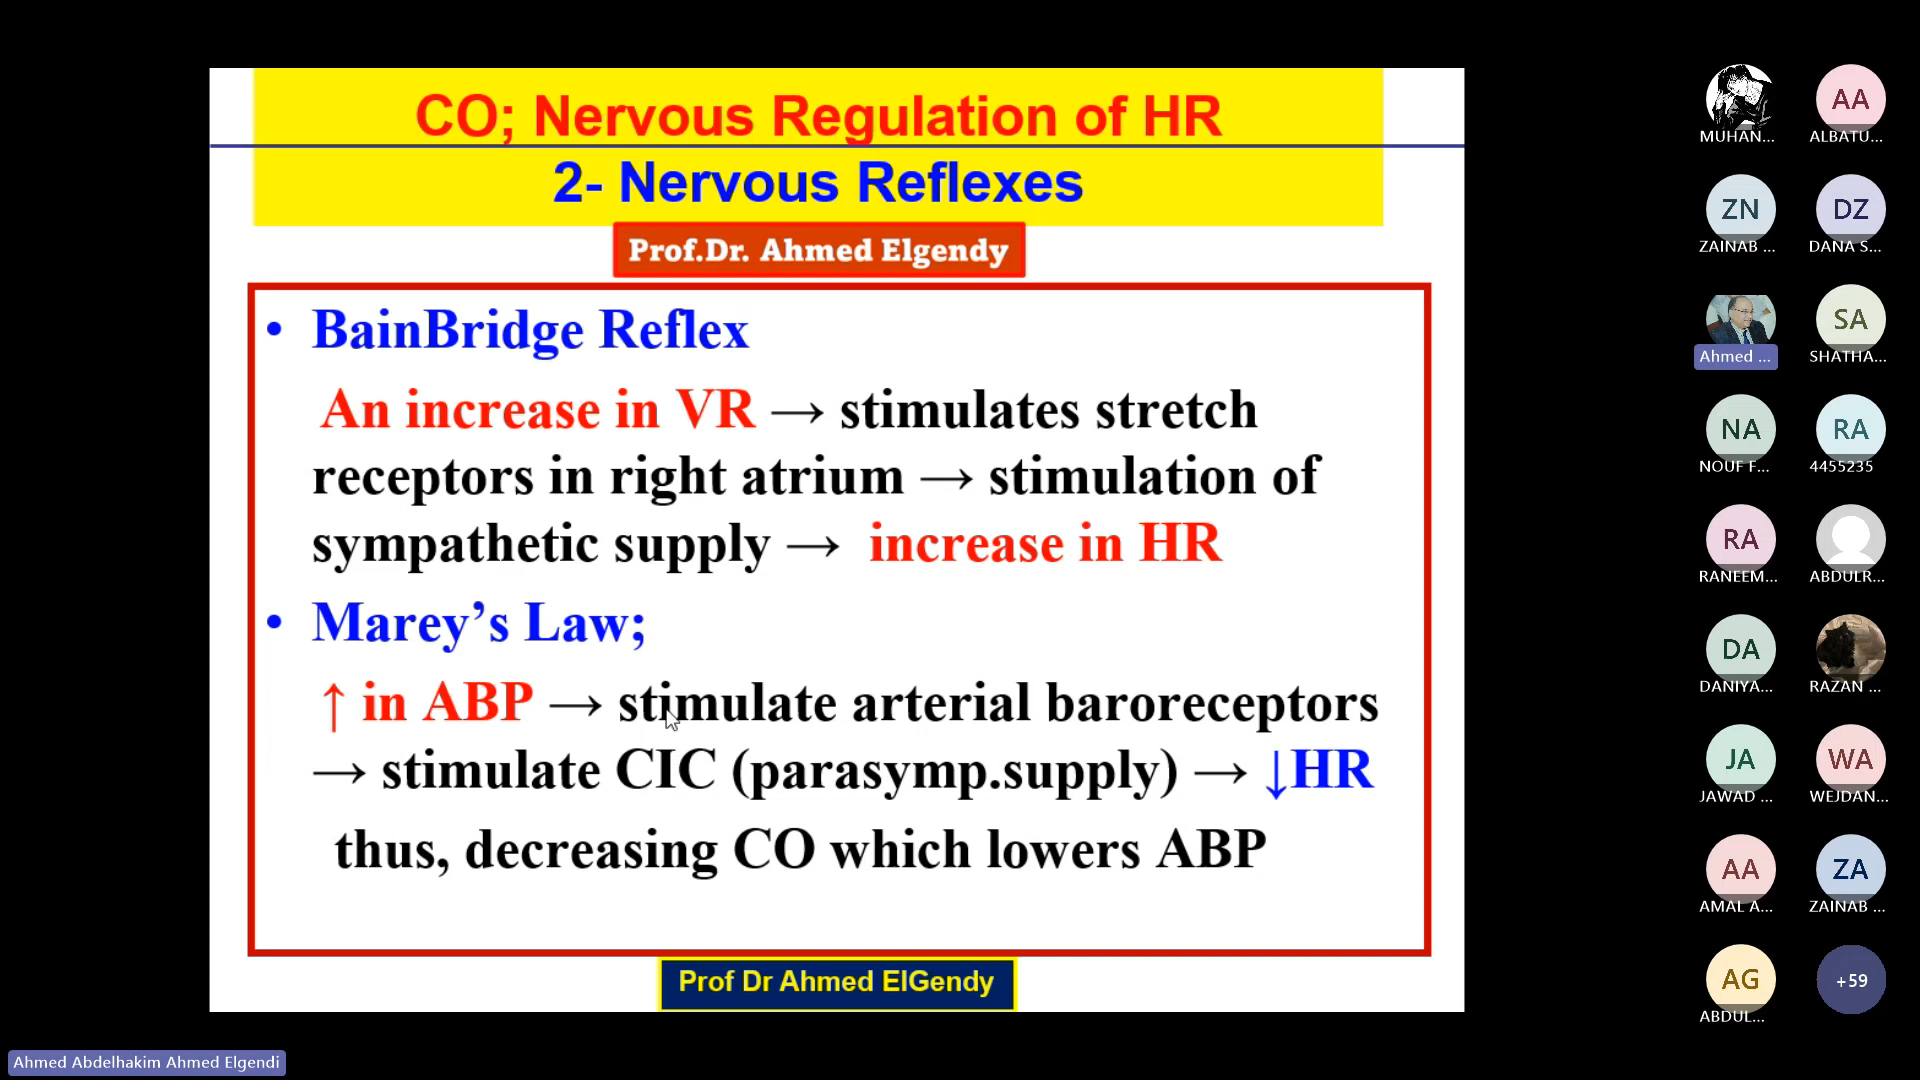 CO; Nervous Regulation of HR
2- Nervous Reflexes
Prof.Dr. Ahmed Elgendy
• BainBridge Reflex
An increase in VR → stimulates stretch
receptors in right atrium → stimulation of
sympathetic supply → increase in HR
• Marey’s Law;
↑ in ABP → stimulate arterial baroreceptors
→ stimulate CIC (parasymp.supply) → ↓HR
thus, decreasing CO which lowers ABP
Prof Dr Ahmed ElGendy
MUHAN...
AA
ALBATU...
ZN
ZAINAB ...
DZ
DANA S...
Ahmed ...
SA
SHATHA...
NA
NOUF F...
RA
4455235
RA
RANEEM...
ABDULR...
DA
DANIYA...
RAZAN ...
JA
JAWAD ...
WA
WEJDAN...
AA
AMAL A...
ZA
ZAINAB ...
AG
ABDUL...
+59
Ahmed Abdelhakim Ahmed Elgendi